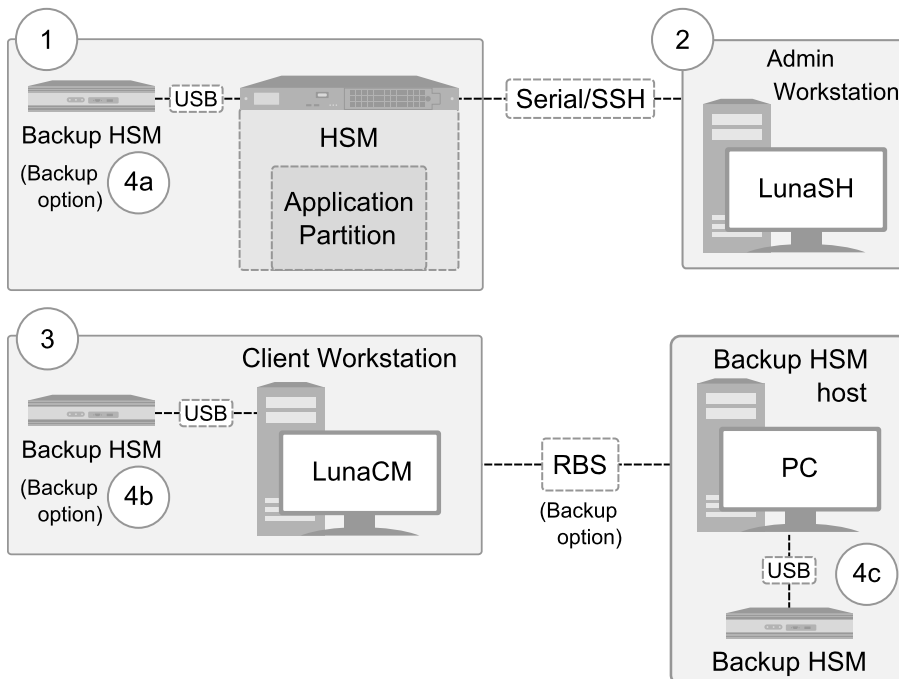 1
USB
Backup HSM
(Backup
option)
4a
HSM
Application
Partition
Serial/SSH
2
Admin
Workstation
LunaSH
3
Client Workstation
USB
Backup HSM
(Backup
option)
4b
LunaCM
RBS
(Backup
option)
Backup HSM
host
PC
USB
4c
Backup HSM